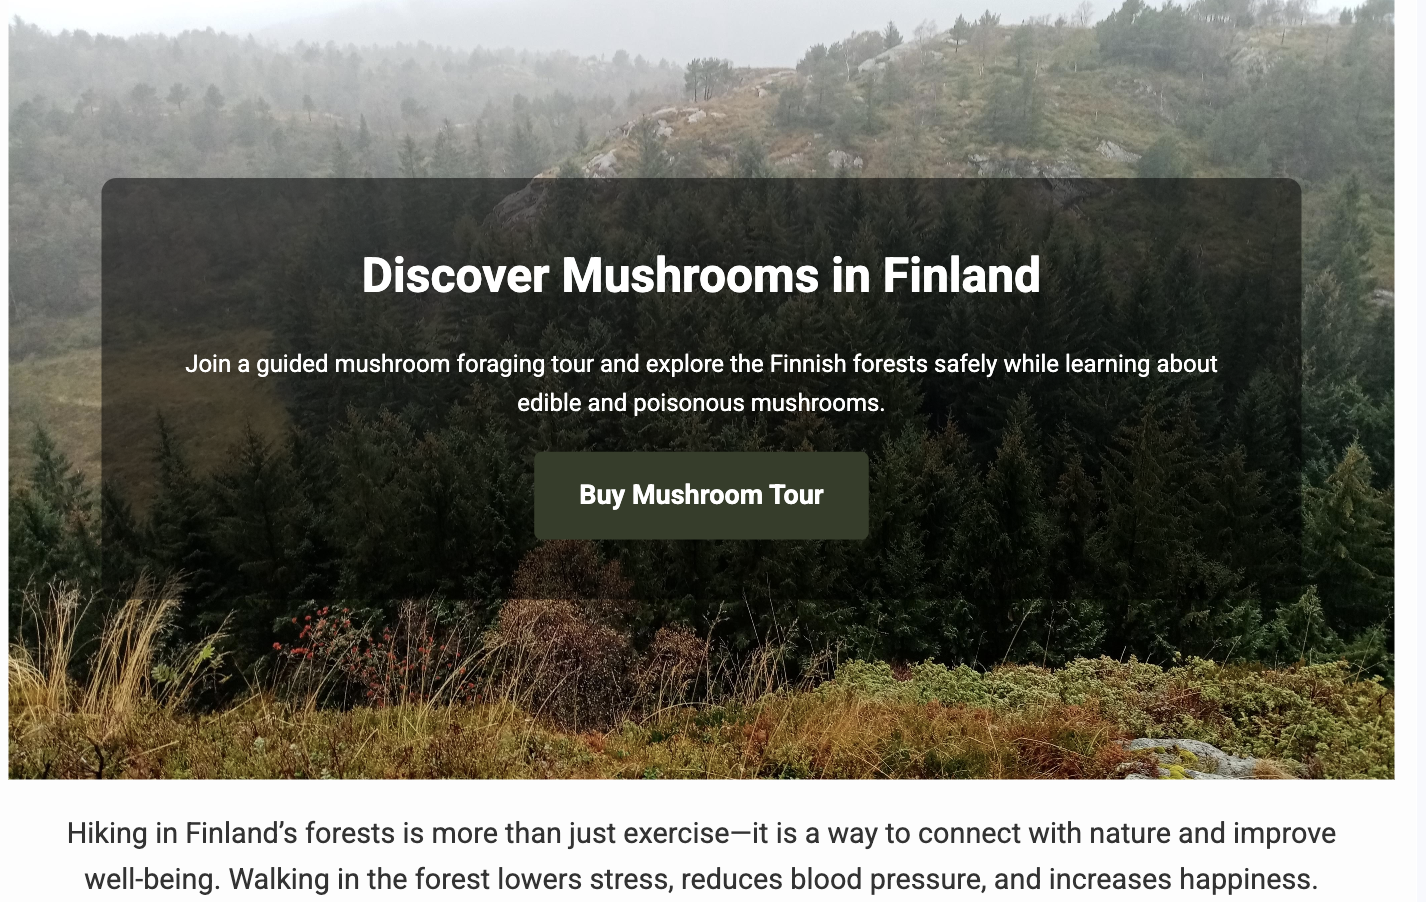 Discover Mushrooms in Finland
Join a guided mushroom foraging tour and explore the Finnish forests safely while learning about
edible and poisonous mushrooms.
Buy Mushroom Tour
Hiking in Finland’s forests is more than just exercise—it is a way to connect with nature and improve
well-being. Walking in the forest lowers stress, reduces blood pressure, and increases happiness.